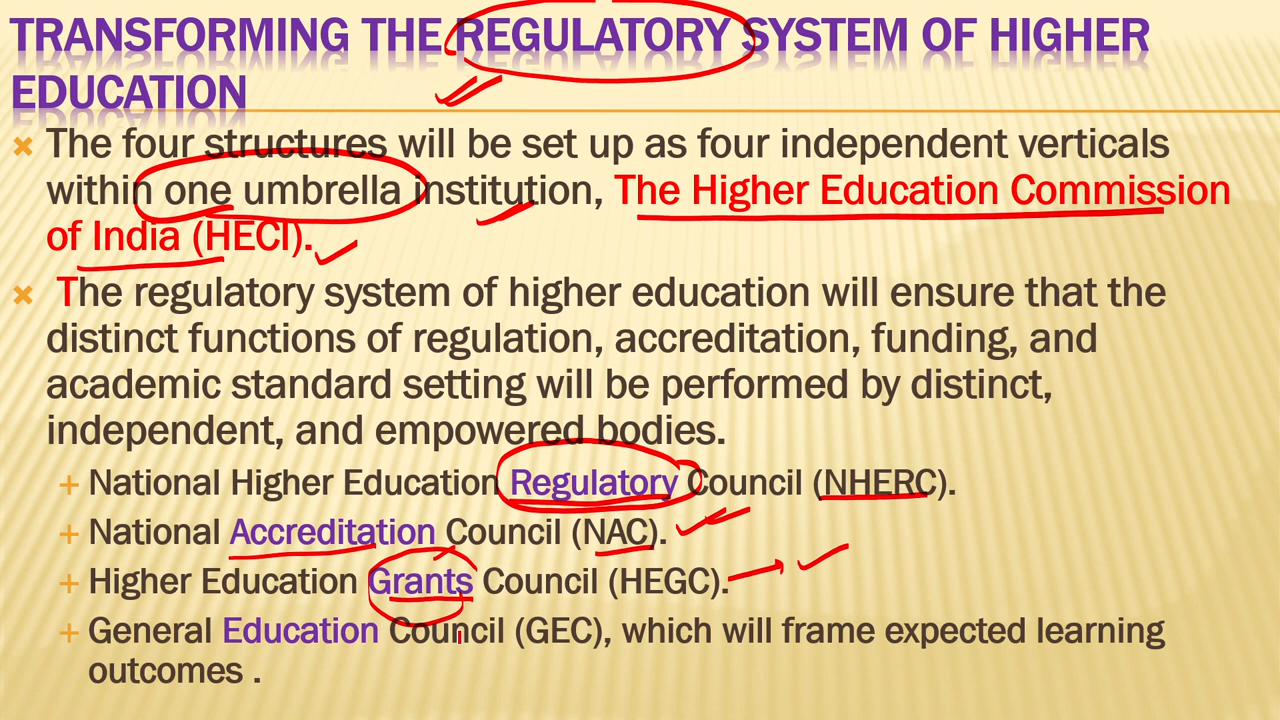 TRANSFORMING THE REGULATORY SYSTEM OF HIGHER
EDUCATION
The four structures will be set up as four independent verticals
within one umbrella institution, The Higher Education Commission
of India (HECI).
The regulatory system of higher education will ensure that the
distinct functions of regulation, accreditation, funding, and
academic standard setting will be performed by distinct,
independent, and empowered bodies.
+ National Higher Education Regulatory Council (NHERC).
+ National Accreditation Council (NAC).
+ Higher Education Grants Council (HEGC).
+ General Education Council (GEC), which will frame expected learning
outcomes .